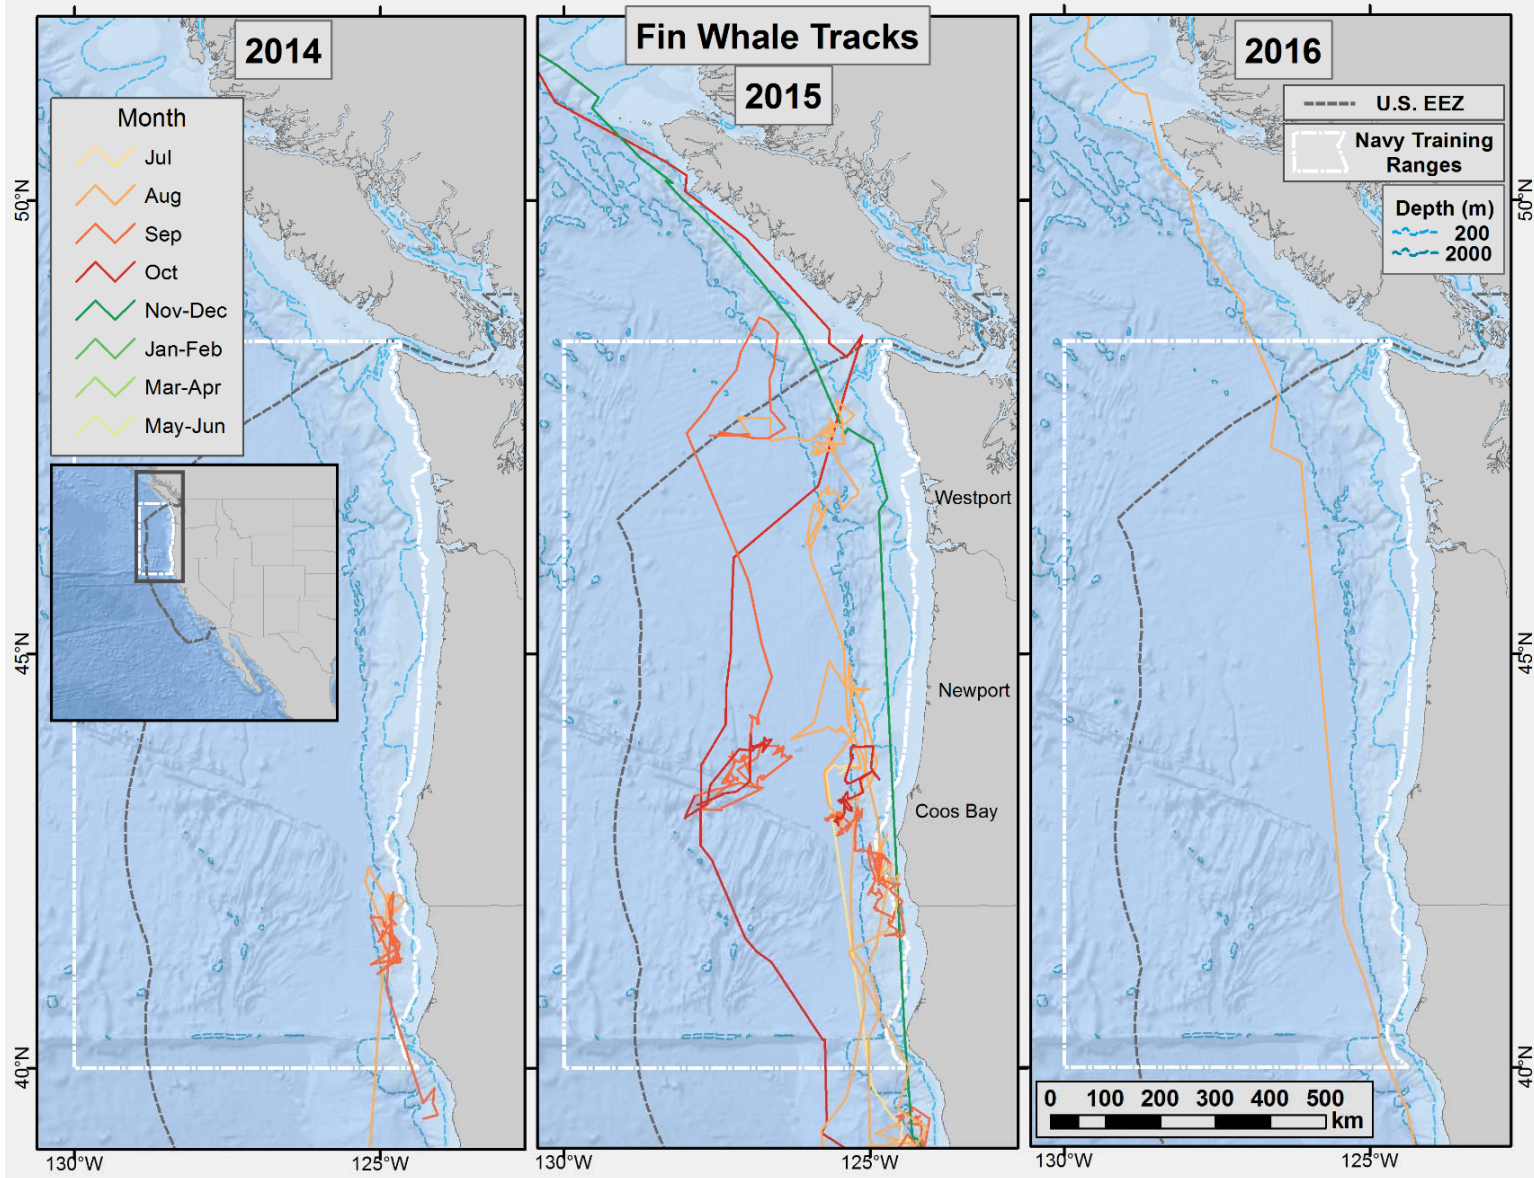 Fin Whale Tracks
2014
2015
2016
Month
Jul
Aug
Sep
Oct
Nov-Dec
Jan-Feb
Mar-Apr
May-Jun
U.S. EEZ
Navy Training
Ranges
Depth (m)
200
2000
50°N
45°N
40°N
50°N
45°N
40°N
Westport
Newport
Coos Bay
0 100 200 300 400 500
km
130°W 125°W 130°W 125°W 130°W 125°W